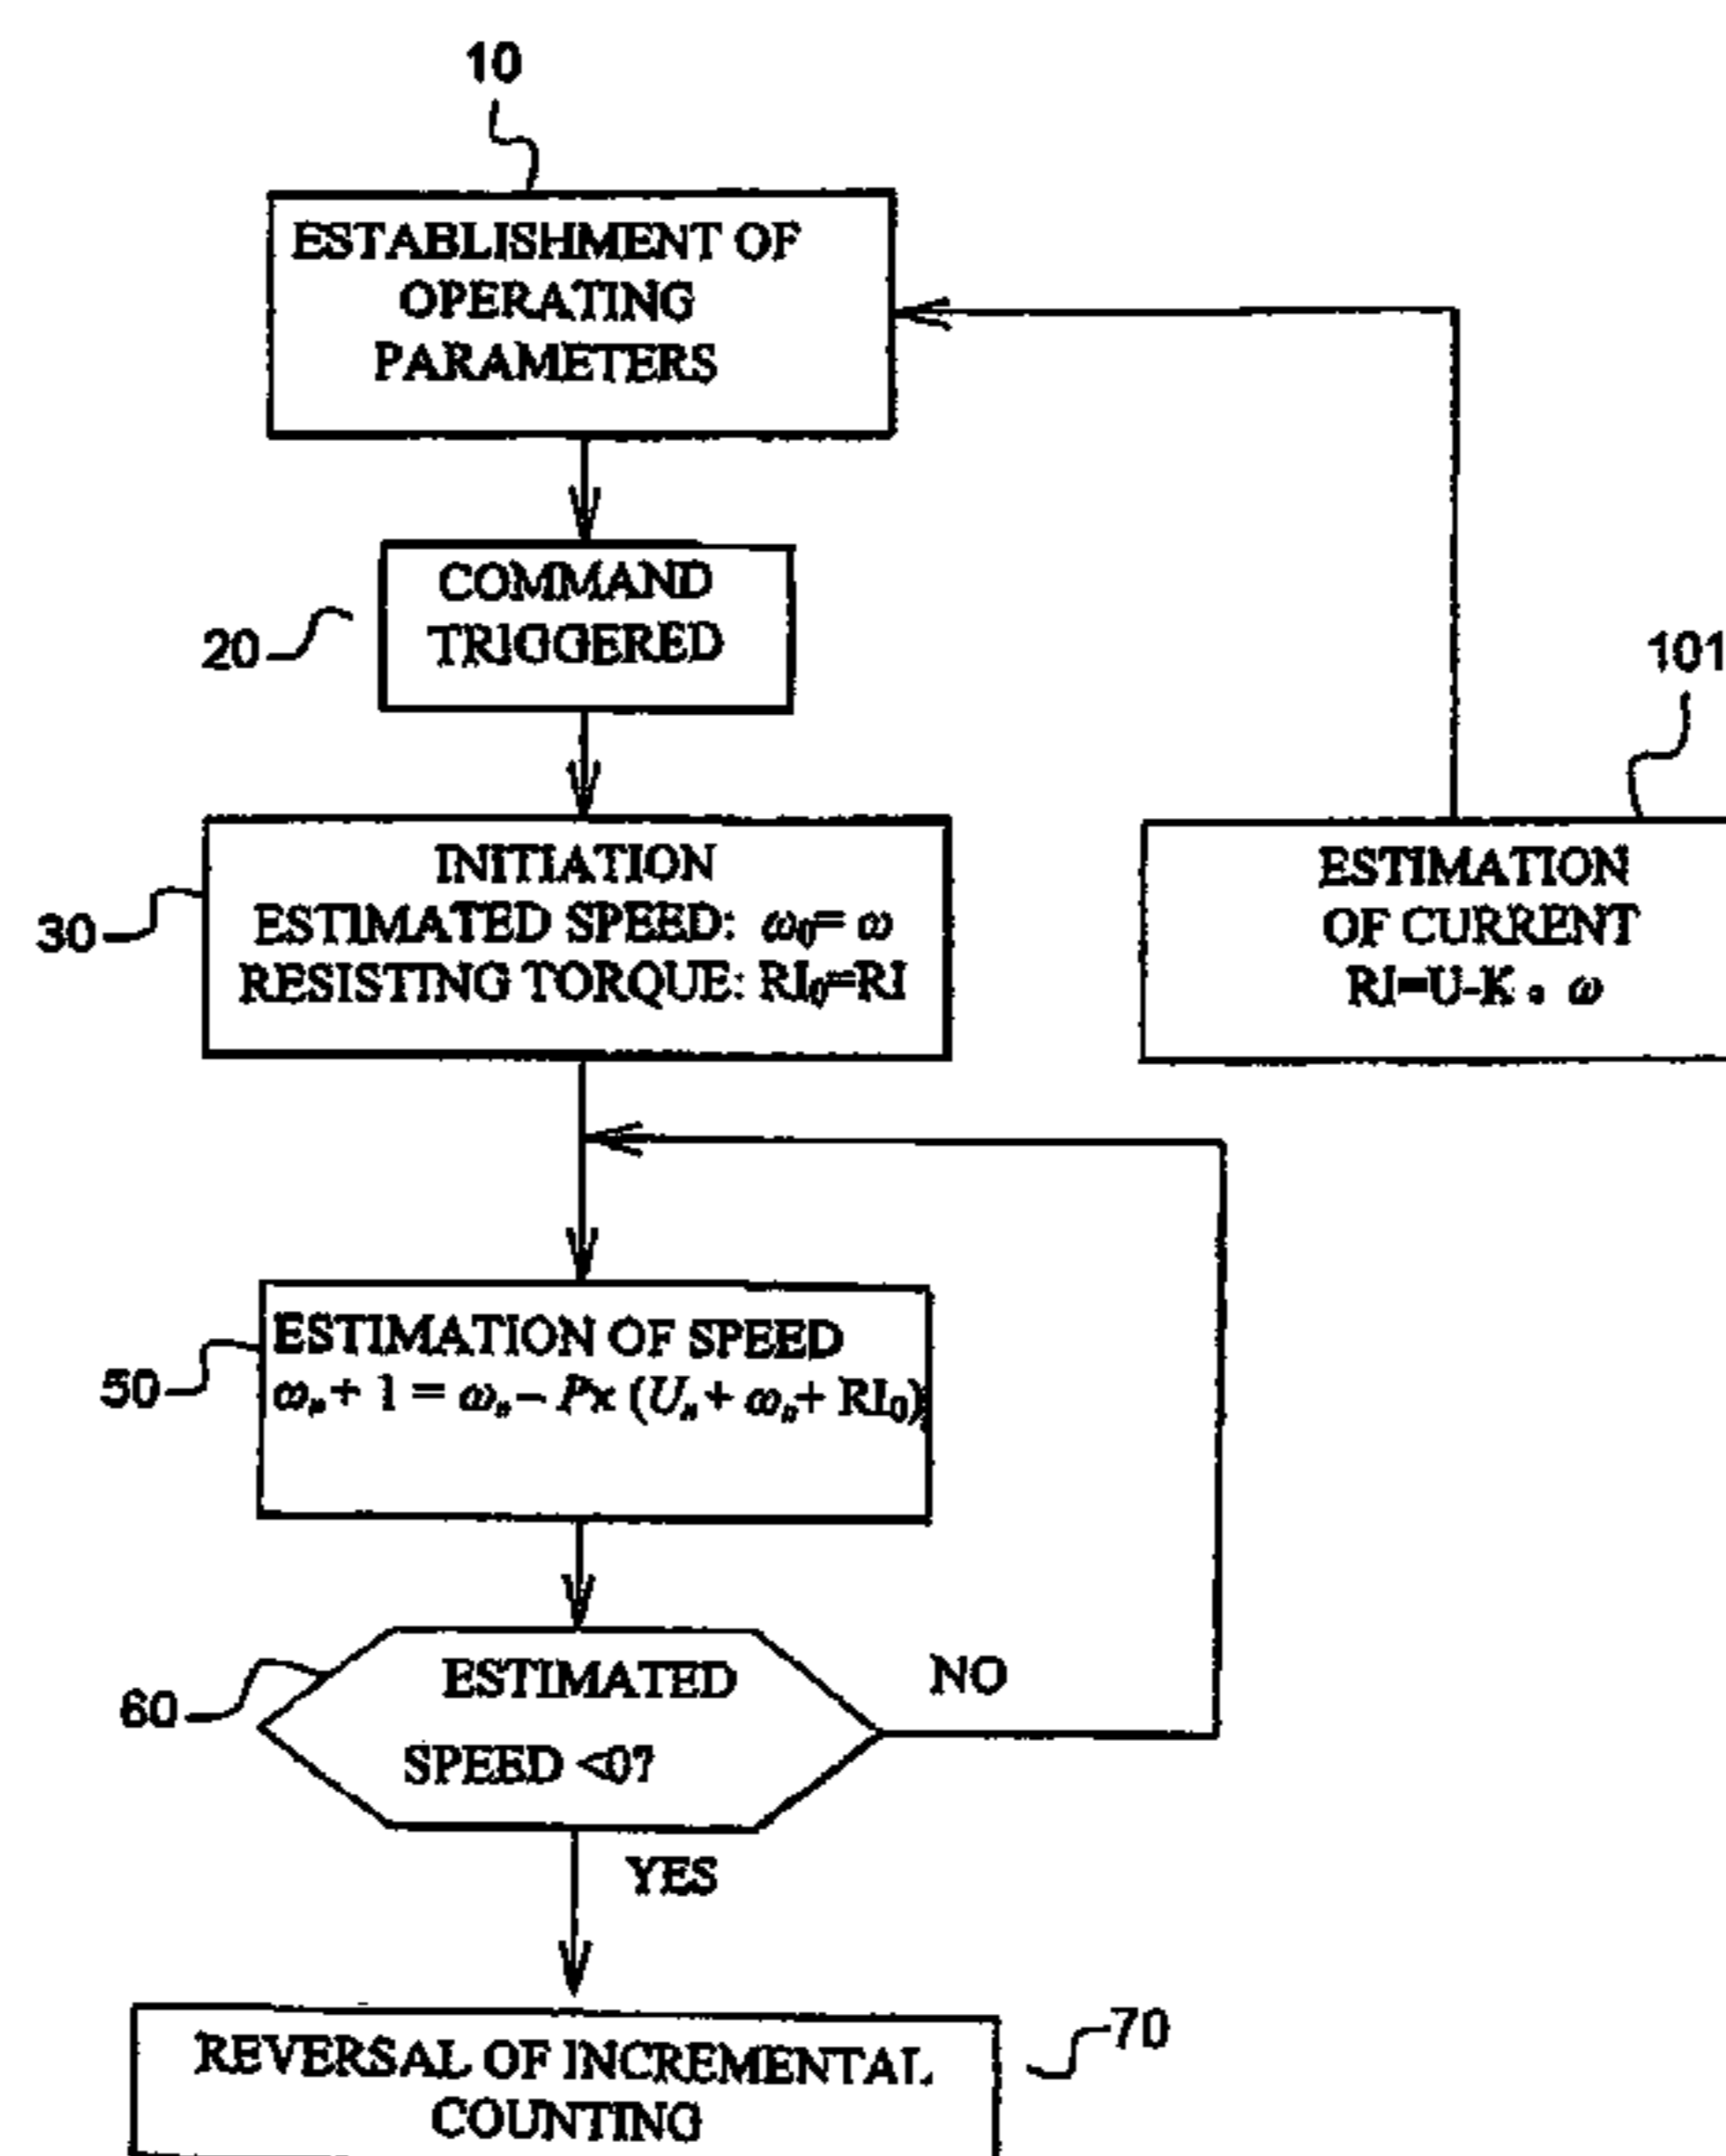 10
ESTABLISHMENT OF
OPERATING
PARAMETERS
20
COMMAND
TRIGGERED
101
30
INITIATION
ESTIMATED SPEED: ω₀= ω
RESISTING TORQUE: RI₀=RI
ESTIMATION
OF CURRENT
RI=U-K • ω
50
ESTIMATION OF SPEED
ωₙ + 1 = ωₙ – Px (Uₙ + ωₙ + RI₀)
60
ESTIMATED
SPEED <0?
NO
YES
70
REVERSAL OF INCREMENTAL
COUNTING